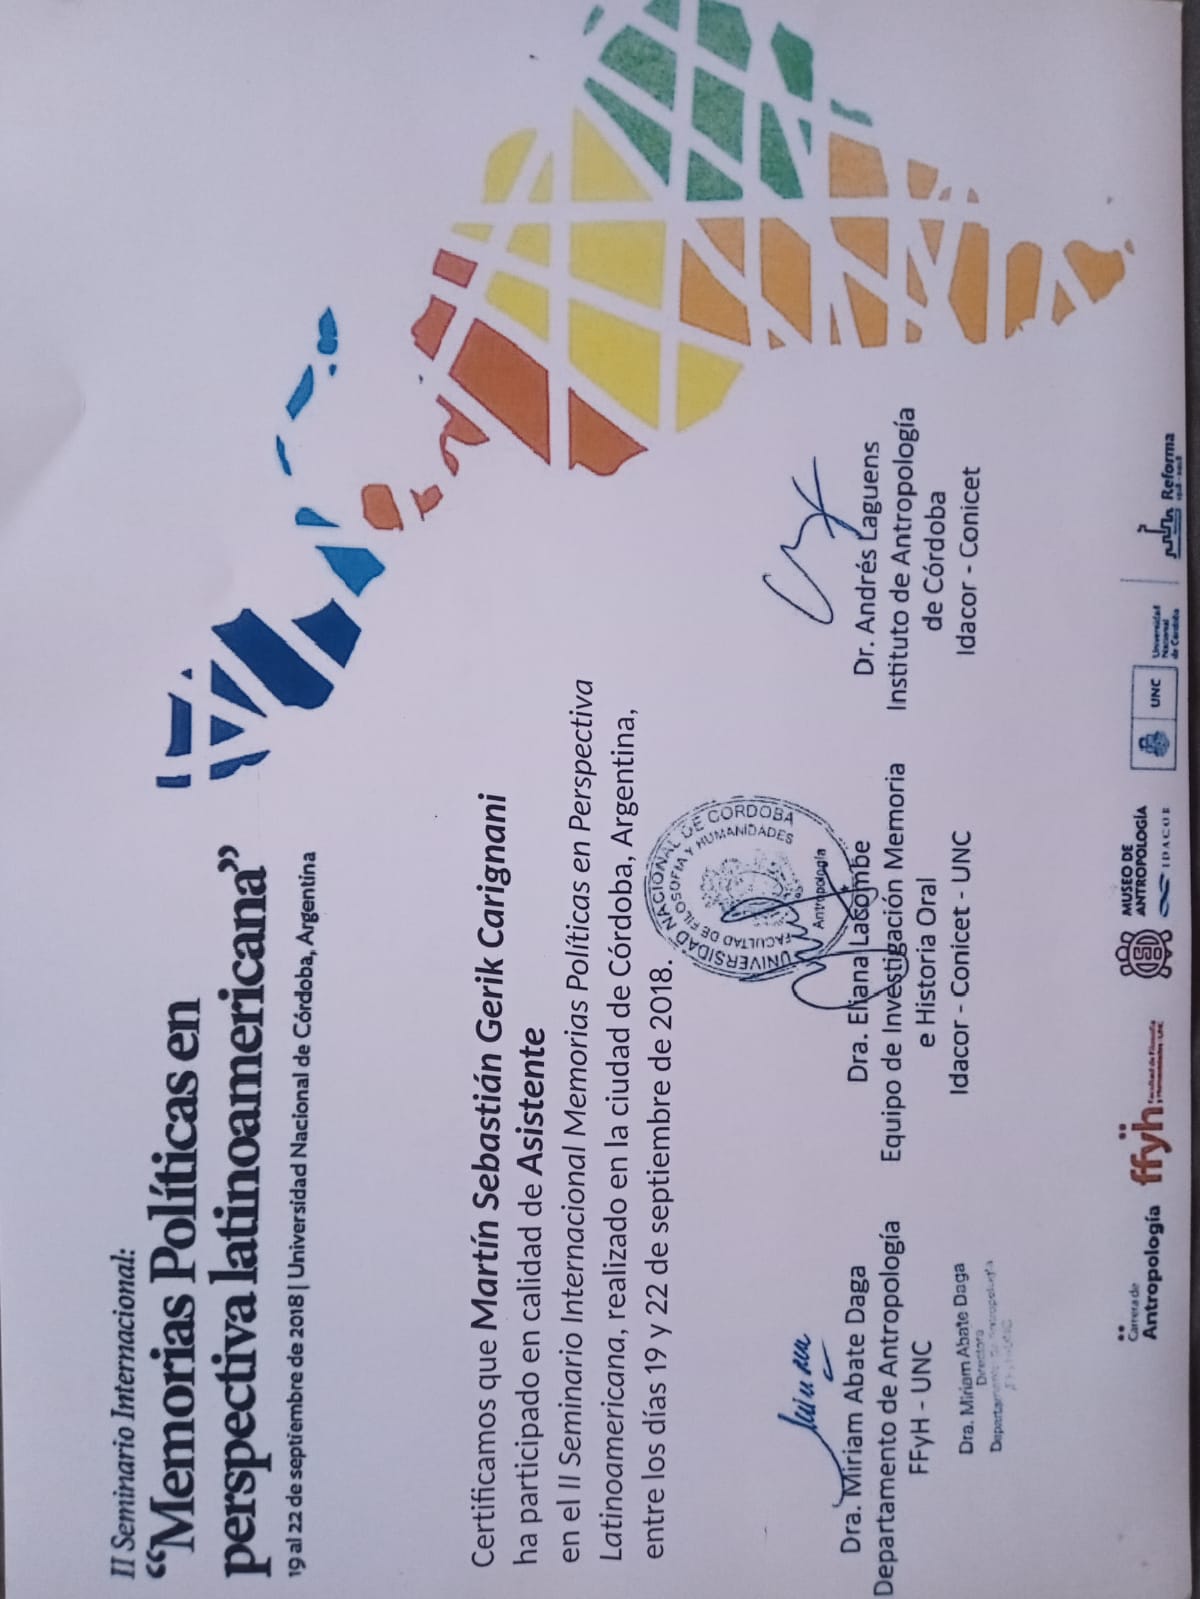 II Seminario Internacional:
“Memorias Políticas en
perspectiva latinoamericana”
19 al 22 de septiembre de 2018 | Universidad Nacional de Córdoba, Argentina
Certificamos que Martín Sebastián Gerik Carignani
ha participado en calidad de Asistente
en el II Seminario Internacional Memorias Políticas en Perspectiva
Latinoamericana, realizado en la ciudad de Córdoba, Argentina,
entre los días 19 y 22 de septiembre de 2018.
UNIVERSIDAD NACIONAL DE CORDOBA
FACULTAD DE FILOSOFIA Y HUMANIDADES
Antropología
Dra. Miriam Abate Daga
Departamento de Antropología
FFyH - UNC
Dra. Miriam Abate Daga
Directora
Departamento de Antropología
Dra. Eliana Lacombe
Equipo de Investigación Memoria
e Historia Oral
Idacor - Conicet - UNC
Dr. Andrés Laguens
Instituto de Antropología
de Córdoba
Idacor - Conicet
Carrera de
Antropología
ffyh
Facultad de Filosofía
y Humanidades UNC
MUSEO DE
ANTROPOLOGÍA
IDACOR
UNC
Universidad
Nacional
de Córdoba
Reforma
1918 - 2018